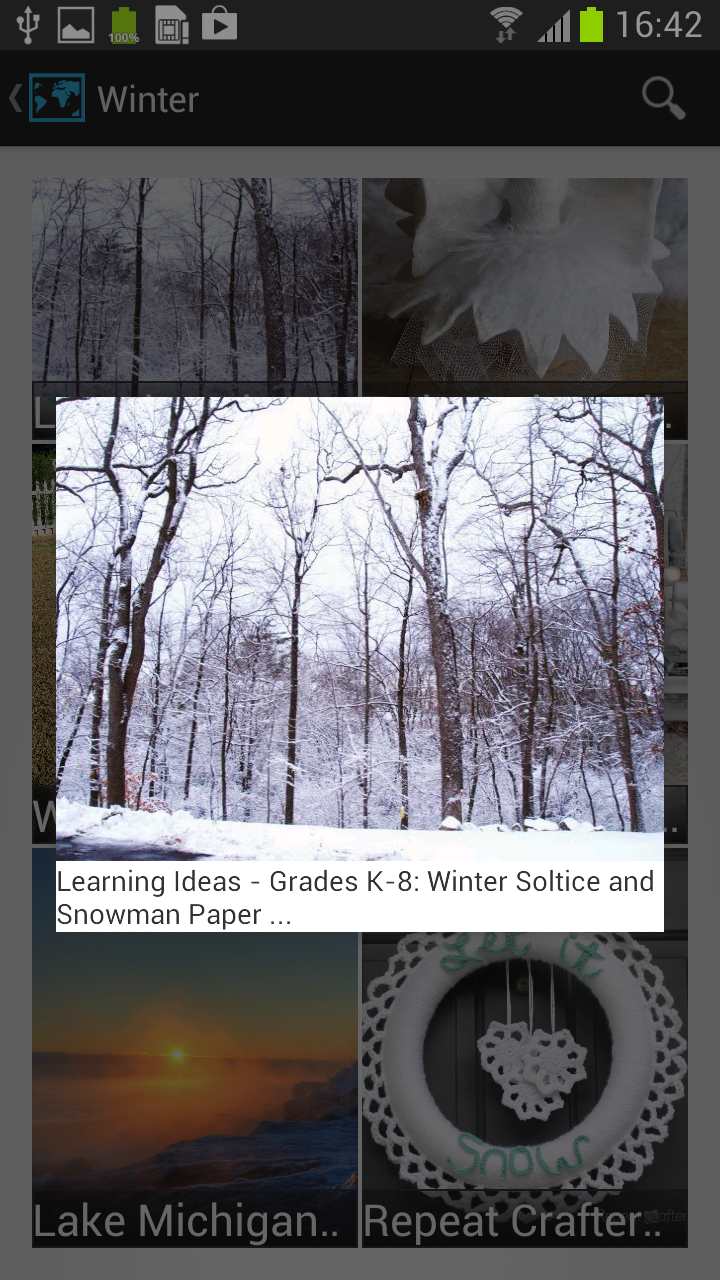 100%
16:42
Winter
L
.
Learning Ideas - Grades K-8: Winter Soltice and
Snowman Paper ...
W
..
Let it
Snow
Lake Michigan..
Repeat Crafter..